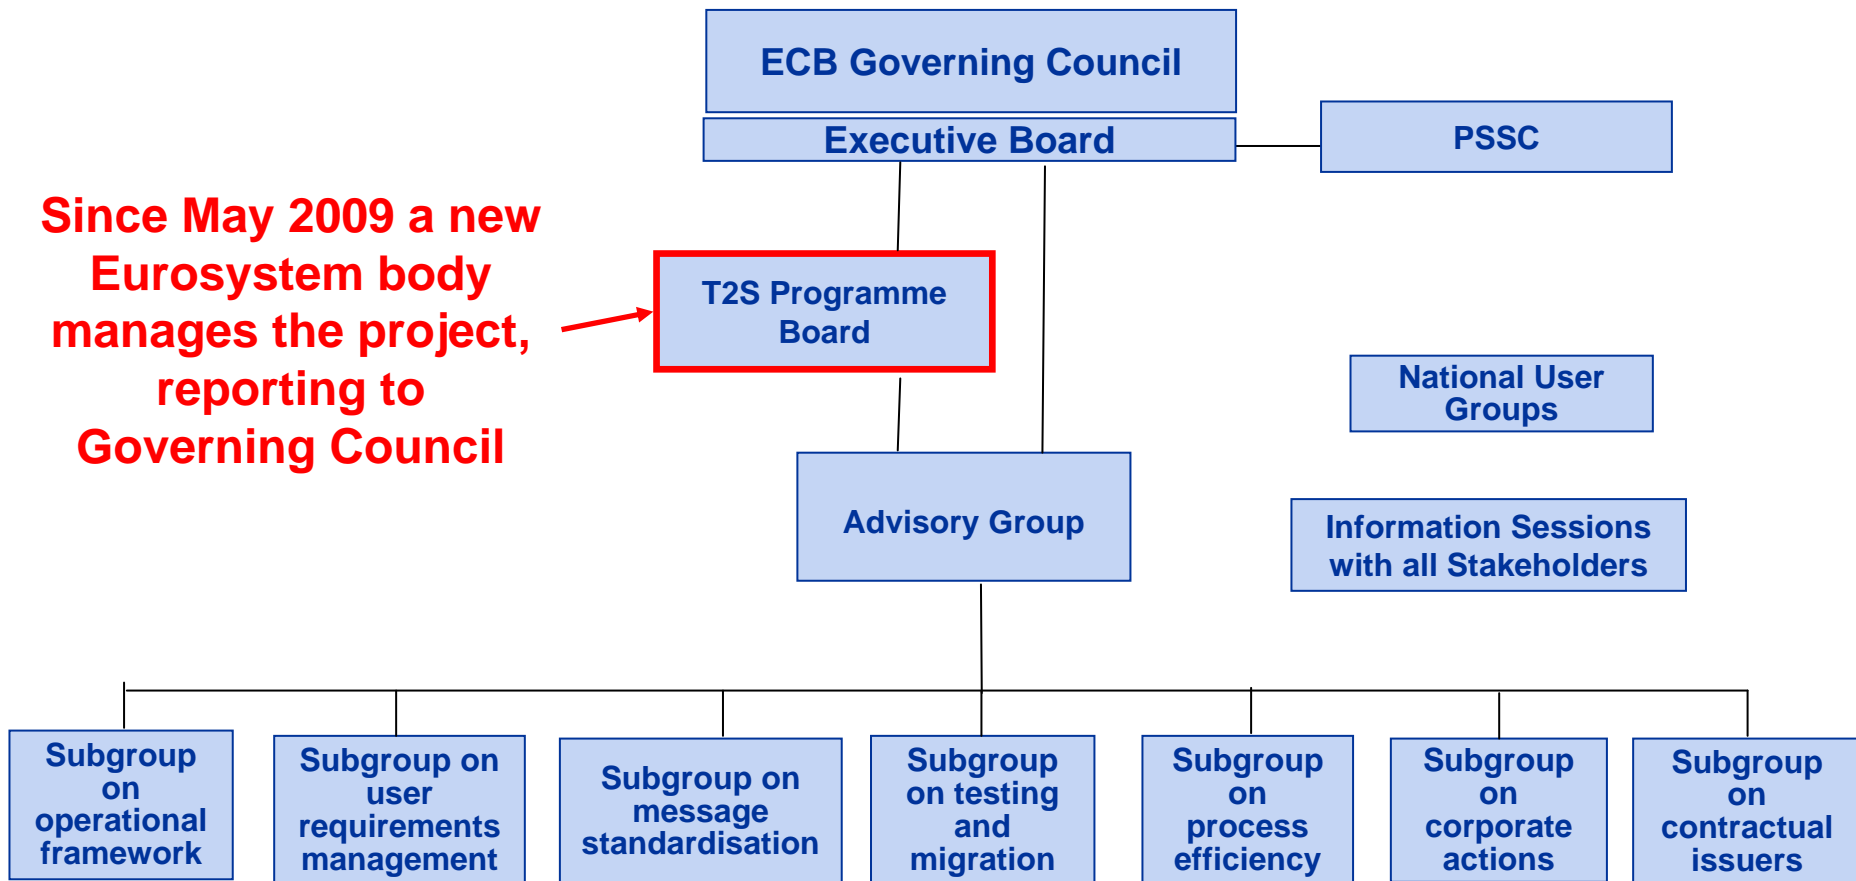 ECB Governing Council
Executive Board
PSSC
Since May 2009 a new
Eurosystem body
manages the project,
reporting to
Governing Council
T2S Programme
Board
National User
Groups
Advisory Group
Information Sessions
with all Stakeholders
Subgroup
on
operational
framework
Subgroup on
user
requirements
management
Subgroup on
message
standardisation
Subgroup
on testing
and
migration
Subgroup
on
process
efficiency
Subgroup
on
corporate
actions
Subgroup
on
contractual
issuers